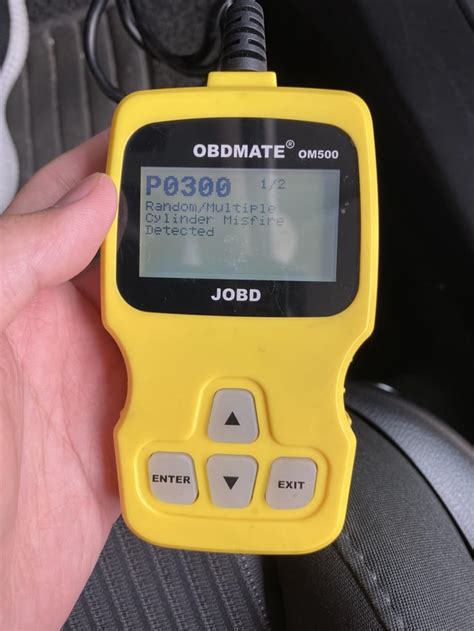 OBDMATE® OM500
P0300 1/2
Random/Multiple
Cylinder Misfire
Detected
JOBD
▲
ENTER ▼ EXIT